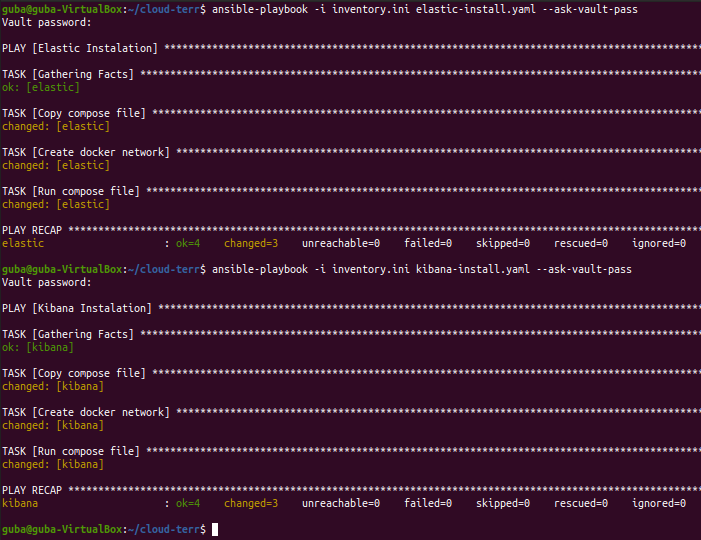 guba@guba-VirtualBox:~/cloud-terr$ ansible-playbook -i inventory.ini elastic-install.yaml --ask-vault-pass
Vault password:
PLAY [Elastic Instalation] ******************************************************************************************
TASK [Gathering Facts] *********************************************************************************************
ok: [elastic]
TASK [Copy compose file] *******************************************************************************************
changed: [elastic]
TASK [Create docker network] ***************************************************************************************
changed: [elastic]
TASK [Run compose file] ********************************************************************************************
changed: [elastic]
PLAY RECAP *********************************************************************************************************
elastic                    : ok=4    changed=3    unreachable=0    failed=0    skipped=0    rescued=0    ignored=0
guba@guba-VirtualBox:~/cloud-terr$ ansible-playbook -i inventory.ini kibana-install.yaml --ask-vault-pass
Vault password:
PLAY [Kibana Instalation] ******************************************************************************************
TASK [Gathering Facts] *********************************************************************************************
ok: [kibana]
TASK [Copy compose file] *******************************************************************************************
changed: [kibana]
TASK [Create docker network] ***************************************************************************************
changed: [kibana]
TASK [Run compose file] ********************************************************************************************
changed: [kibana]
PLAY RECAP *********************************************************************************************************
kibana                     : ok=4    changed=3    unreachable=0    failed=0    skipped=0    rescued=0    ignored=0
guba@guba-VirtualBox:~/cloud-terr$